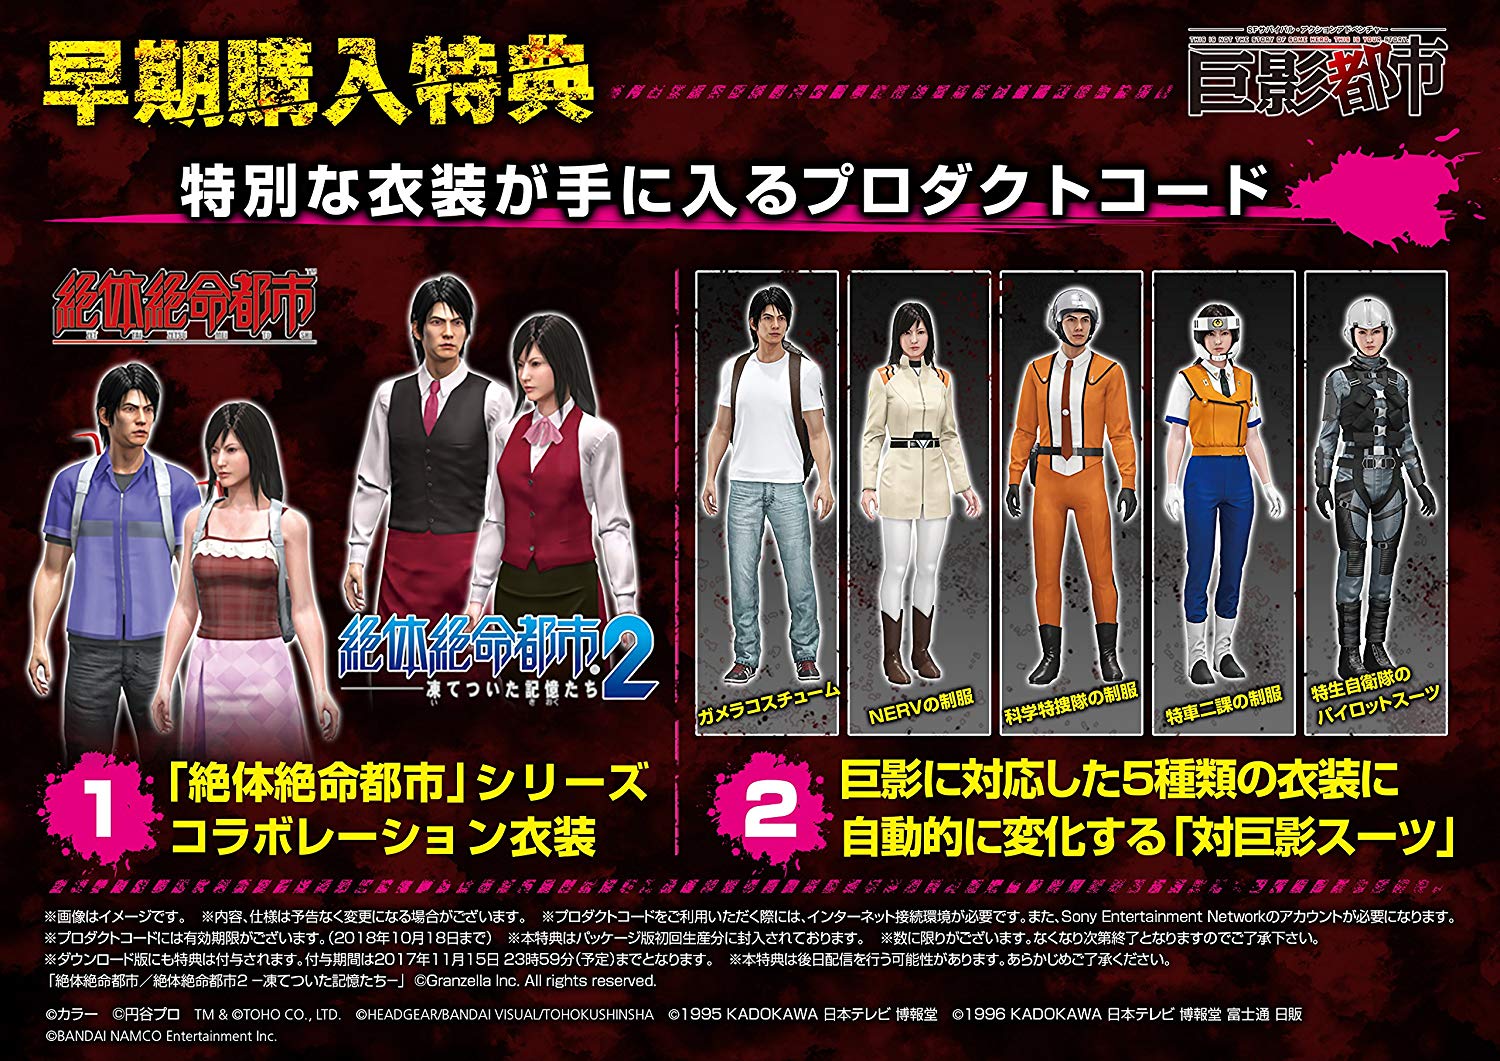 早期購入特典
SFサバイバル・アクションアドベンチャー
THIS IS NOT THE STORY OF SOME HERO. THIS IS YOUR STORY.
巨影都市
特別な衣装が手に入るプロダクトコード
絶体絶命都市™
ZET TAI ZETSU MEI TO SHI
絶体絶命都市2
凍てついた記憶たち
い き おく
ガメラコスチューム
NERVの制服
科学特捜隊の制服
特車二課の制服
特生自衛隊の
パイロットスーツ
1
「絶体絶命都市」シリーズ
コラボレーション衣装
2
巨影に対応した5種類の衣装に
自動的に変化する「対巨影スーツ」
※画像はイメージです。 ※内容、仕様は予告なく変更になる場合がございます。 ※プロダクトコードをご利用いただく際には、インターネット接続環境が必要です。また、Sony Entertainment Networkのアカウントが必要になります。
※プロダクトコードには有効期限がございます。(2018年10月18日まで) ※本特典はパッケージ版初回生産分に封入されております。 ※数に限りがございます。なくなり次第終了となりますのでご了承下さい。
※ダウンロード版にも特典は付与されます。付与期間は2017年11月15日 23時59分(予定)までとなります。 ※本特典は後日配信を行う可能性があります。あらかじめご了承ください。
「絶体絶命都市／絶体絶命都市2 －凍てついた記憶たち－」 ©Granzella Inc. All rights reserved.
©カラー ©円谷プロ TM & ©TOHO CO., LTD. ©HEADGEAR/BANDAI VISUAL/TOHOKUSHINSHA ©1995 KADOKAWA 日本テレビ 博報堂 ©1996 KADOKAWA 日本テレビ 博報堂 富士通 日販
©BANDAI NAMCO Entertainment Inc.